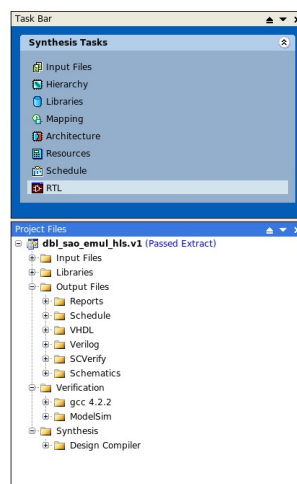 Task Bar
Synthesis Tasks
Input Files
Hierarchy
Libraries
Mapping
Architecture
Resources
Schedule
RTL
Project Files
dbl_sao_emul_hls.v1 (Passed Extract)
Input Files
Libraries
Output Files
Reports
Schedule
VHDL
Verilog
SCVerify
Schematics
Verification
gcc 4.2.2
ModelSim
Synthesis
Design Compiler